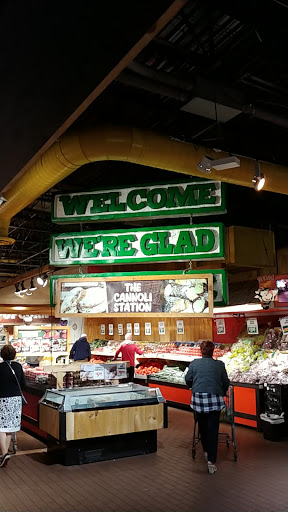 WELCOME
WE'RE GLAD
THE
CANNOLI
STATION